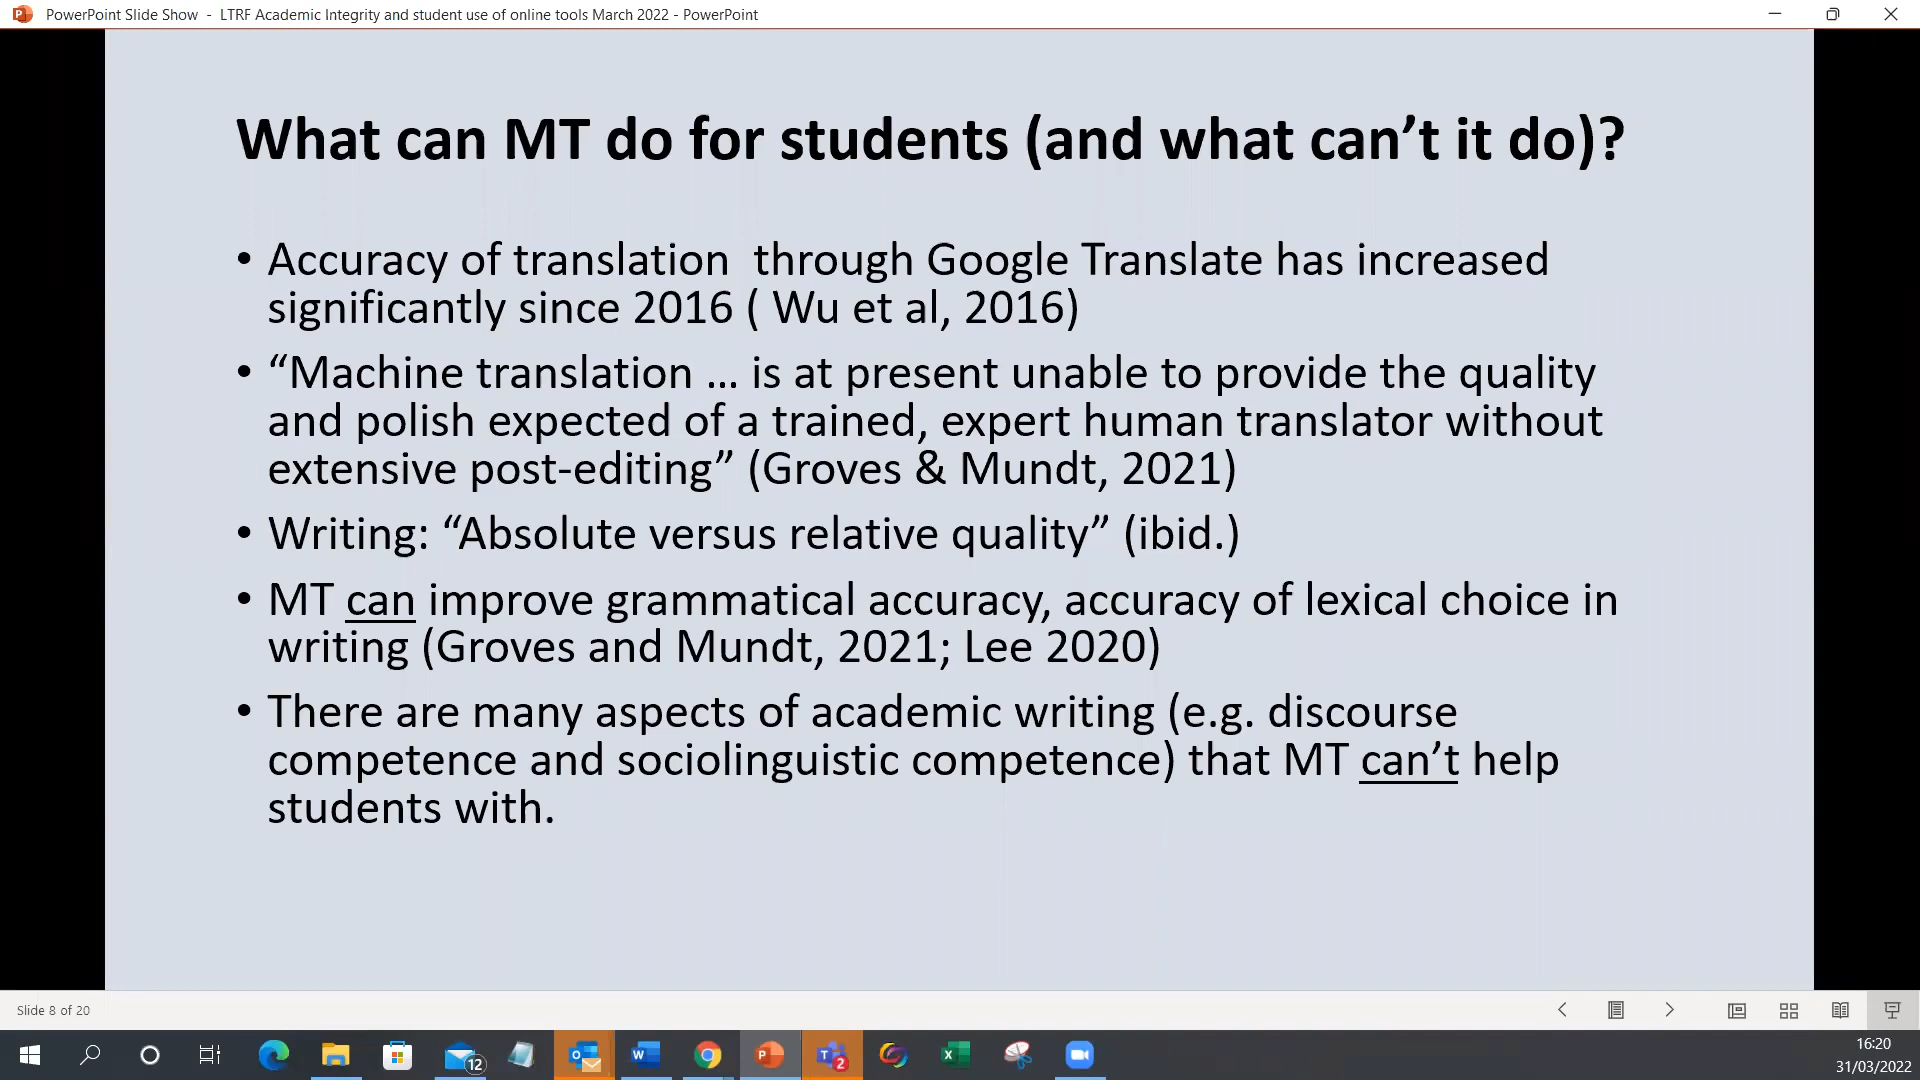 PowerPoint Slide Show - LTRF Academic Integrity and student use of online tools March 2022 - PowerPoint
What can MT do for students (and what can’t it do)?
• Accuracy of translation  through Google Translate has increased
significantly since 2016 ( Wu et al, 2016)
• “Machine translation ... is at present unable to provide the quality
and polish expected of a trained, expert human translator without
extensive post-editing” (Groves & Mundt, 2021)
• Writing: “Absolute versus relative quality” (ibid.)
• MT can improve grammatical accuracy, accuracy of lexical choice in
writing (Groves and Mundt, 2021; Lee 2020)
• There are many aspects of academic writing (e.g. discourse
competence and sociolinguistic competence) that MT can’t help
students with.
Slide 8 of 20
12
2
16:20
31/03/2022